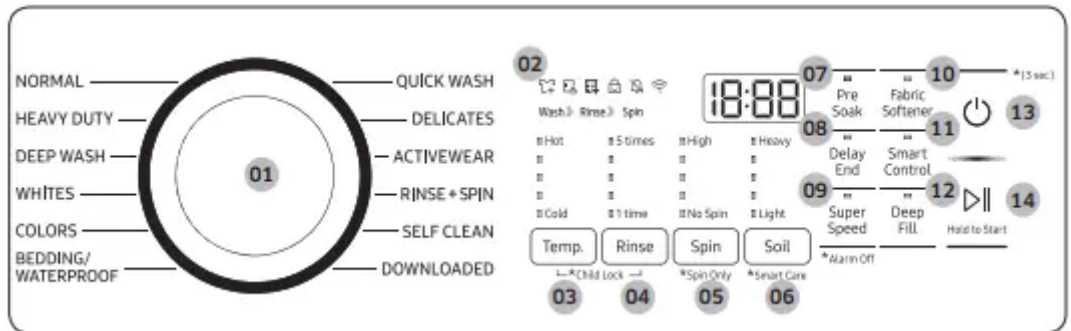 NORMAL
HEAVY DUTY
DEEP WASH
WHITES
COLORS
BEDDING/
WATERPROOF
01
QUICK WASH
DELICATES
ACTIVEWEAR
RINSE+SPIN
SELF CLEAN
DOWNLOADED
02
Wash Rinse Spin
18:88
Hot 5 times High Heavy
Cold 1 time No Spin Light
Temp. Rinse Spin Soil
*Child Lock *Spin Only *Smart Care
03 04 05 06
07
Pre
Soak
10
Fabric
Softener
08
Delay
End
11
Smart
Control
09
Super
Speed
*Alarm Off
12
Deep
Fill
*(3 sec)
13
14
Hold to Start